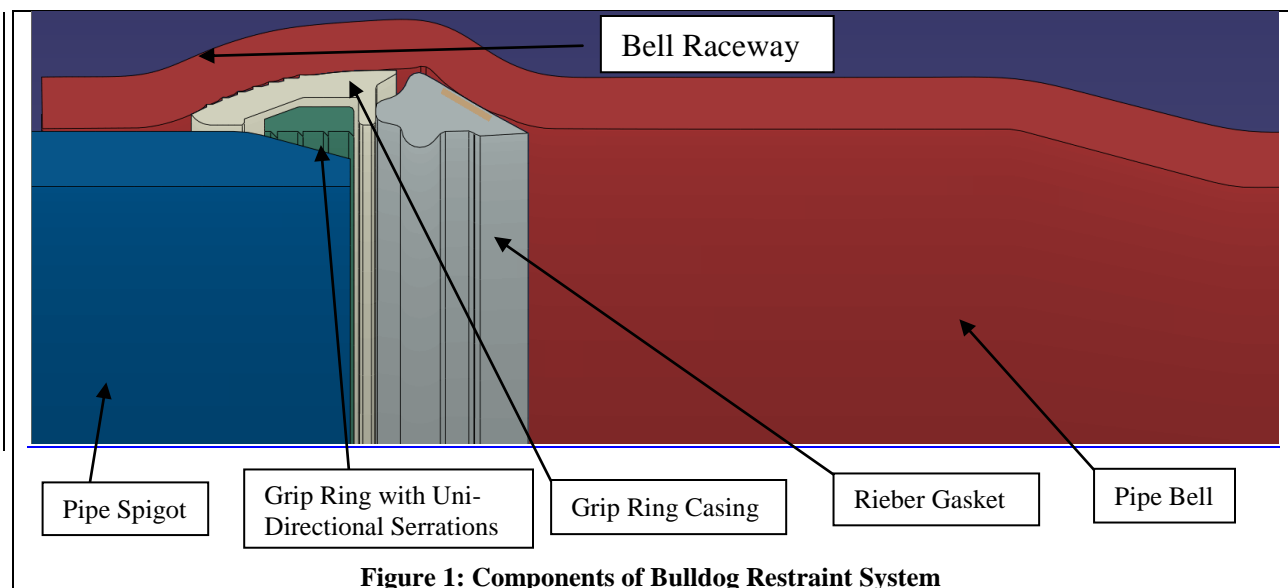 Bell Raceway
Pipe Spigot
Grip Ring with Uni-
Directional Serrations
Grip Ring Casing
Rieber Gasket
Pipe Bell
Figure 1: Components of Bulldog Restraint System